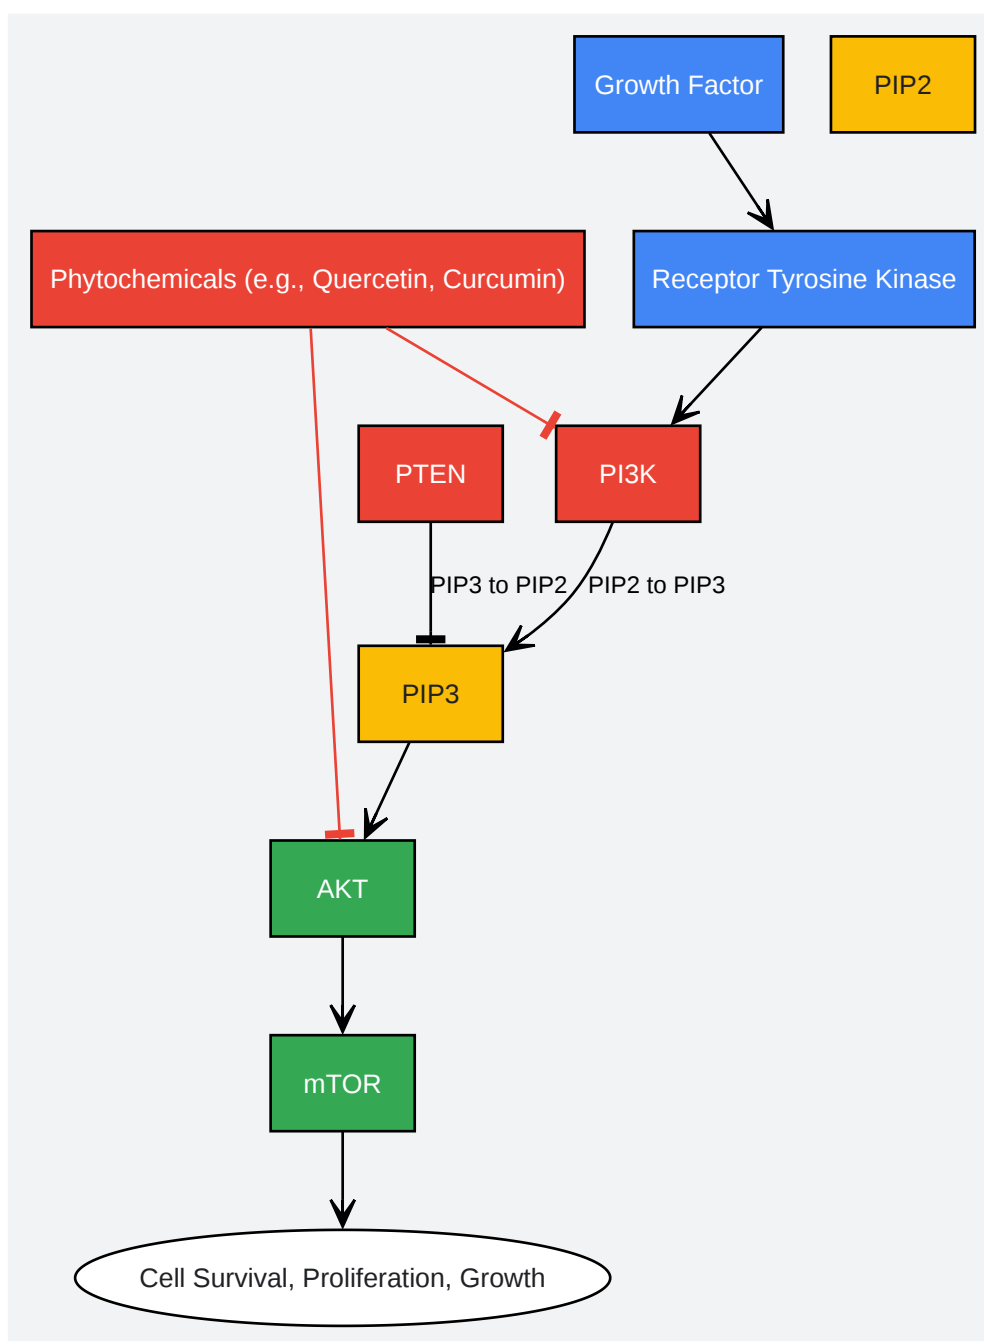 Growth Factor
PIP2
Phytochemicals (e.g., Quercetin, Curcumin)
Receptor Tyrosine Kinase
PTEN
PI3K
PIP3 to PIP2
PIP2 to PIP3
PIP3
AKT
mTOR
Cell Survival, Proliferation, Growth